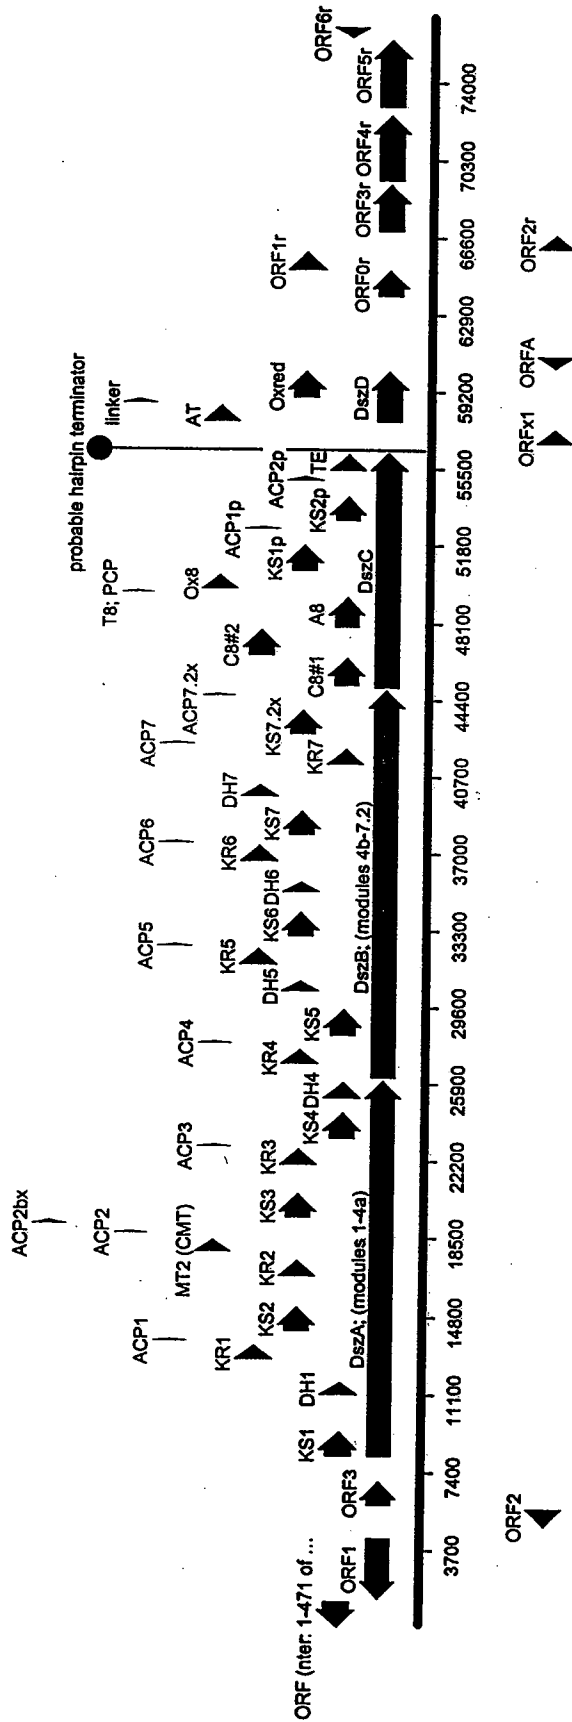 probable hairpin terminator
ACP2bx
ACP2
T8; PCP
linker
ACP1
ACP3
ACP4
ACP5
ACP6
ACP7
ACP7.2x
Ox8
AT
MT2 (CMT)
ORF6r
KR1
KR2
KR3
KR4
KR5
KR6
DH7
C8#2
ACP1p
ACP2p
Oxred
ORF1r
KS2
KS3
DH5
KS6
DH6
KS7
KS7.2x
KS1p
ORF (nter: 1-471 of ...
KS1
DH1
KS4
DH4
KS5
KR7
C8#1
A8
KS2p
TE
ORF1
ORF3
DszA; (modules 1-4a)
DszB; (modules 4b-7.2)
DszC
DszD
ORF0r
ORF3r
ORF4r
ORF5r
3700
7400
11100
14800
18500
22200
25900
29600
33300
37000
40700
44400
48100
51800
55500
59200
62900
66600
70300
74000
ORF2
ORFx1
ORFA
ORF2r